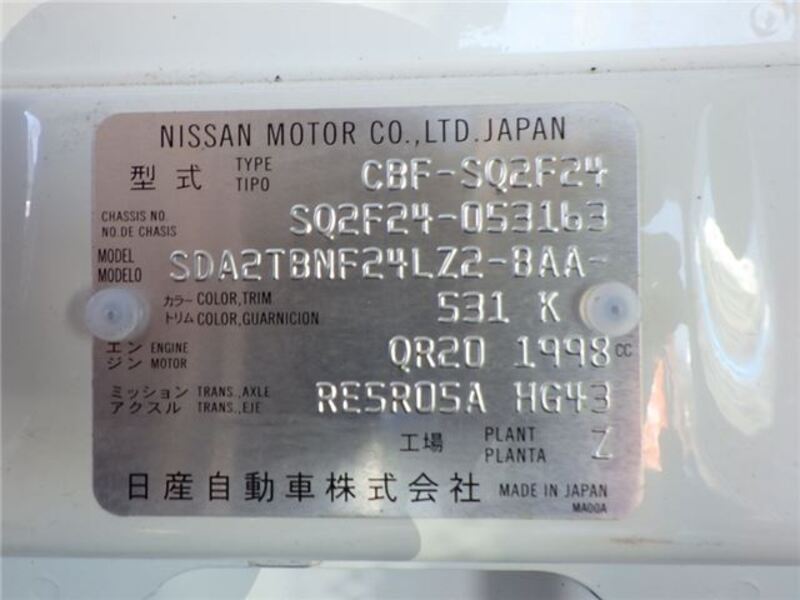 NISSAN MOTOR CO.,LTD.JAPAN
型式 TYPE TIPO CBF-SQ2F24
CHASSIS NO. NO.DE CHASIS SQ2F24-053163
MODEL MODELO SDA2TBNF24LZ2-BAA-
カラー COLOR,TRIM トリム COLOR,GUARNICION 531 K
エンジン ENGINE MOTOR QR20 1998 CC
ミッション TRANS.,AXLE アクスル TRANS.,EJE RE5R05A HG43
工場 PLANT PLANTA Z
日産自動車株式会社 MADE IN JAPAN
MA00A